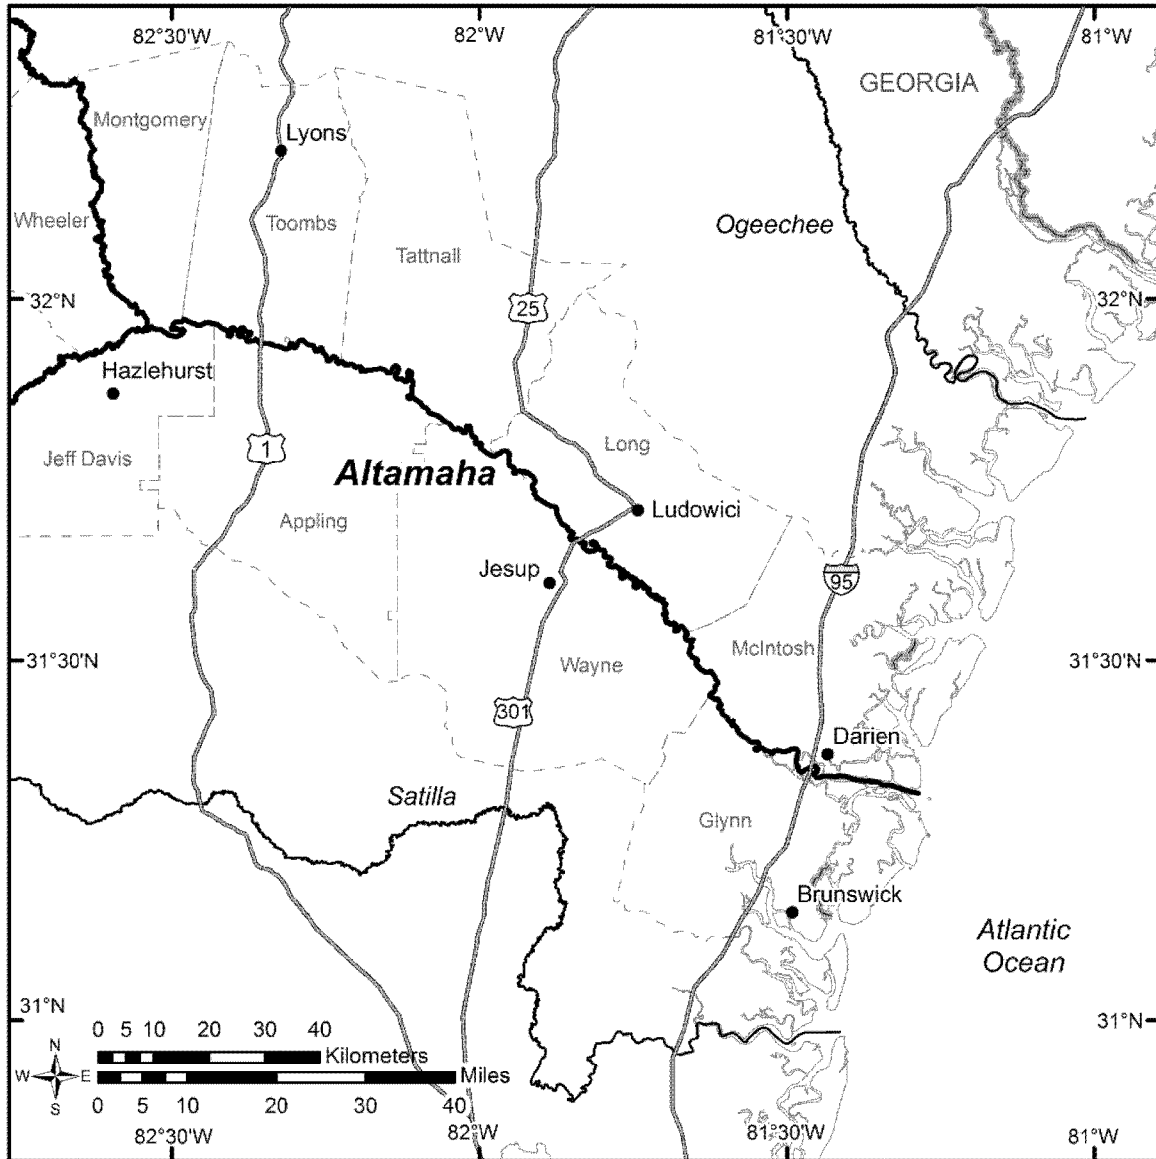 82°30'W 82°W 81°30'W 81°W
GEORGIA
Montgomery
Lyons
Wheeler
Toombs
Ogeechee
Tattnall
32°N 32°N
25
Hazlehurst
1
Long
Jeff Davis
Altamaha
Ludowici
Appling
Jesup
95
McIntosh
31°30'N 31°30'N
Wayne
301
Darien
Satilla
Glynn
Brunswick
Atlantic
Ocean
31°N 31°N
0 5 10 20 30 40
Kilometers
N
W E
S
Miles
0 5 10 20 30 40
82°30'W 82°W 81°30'W 81°W